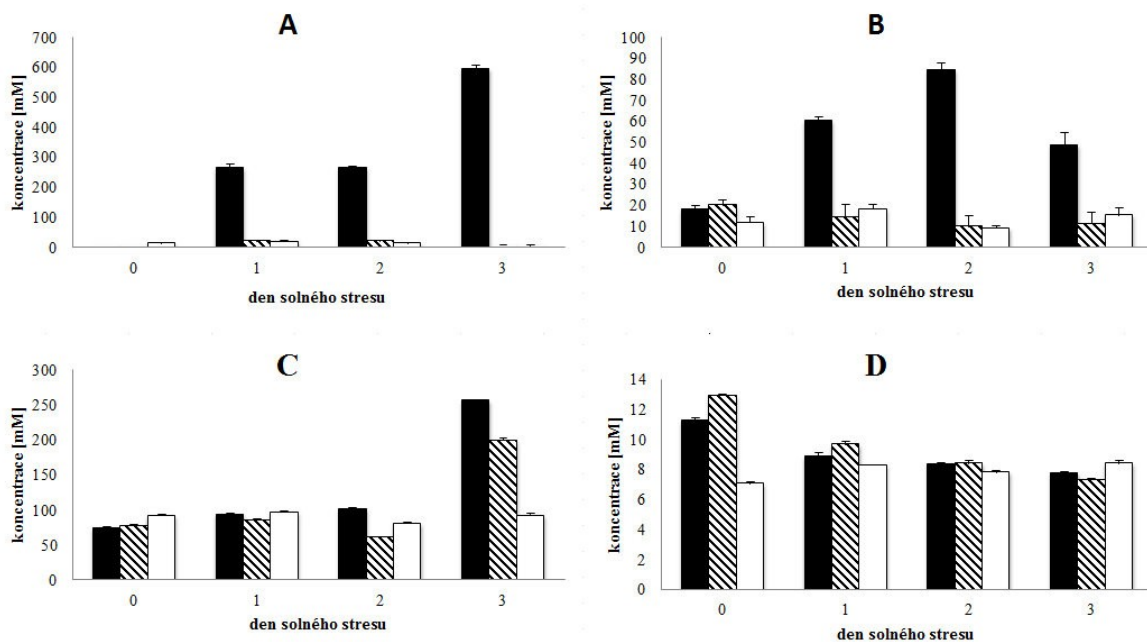 A
koncentrace [mM]
700
600
500
400
300
200
100
0
0 1 2 3
den solného stresu
B
koncentrace [mM]
100
90
80
70
60
50
40
30
20
10
0
0 1 2 3
den solného stresu
C
koncentrace [mM]
300
250
200
150
100
50
0
0 1 2 3
den solného stresu
D
koncentrace [mM]
14
12
10
8
6
4
2
0
0 1 2 3
den solného stresu